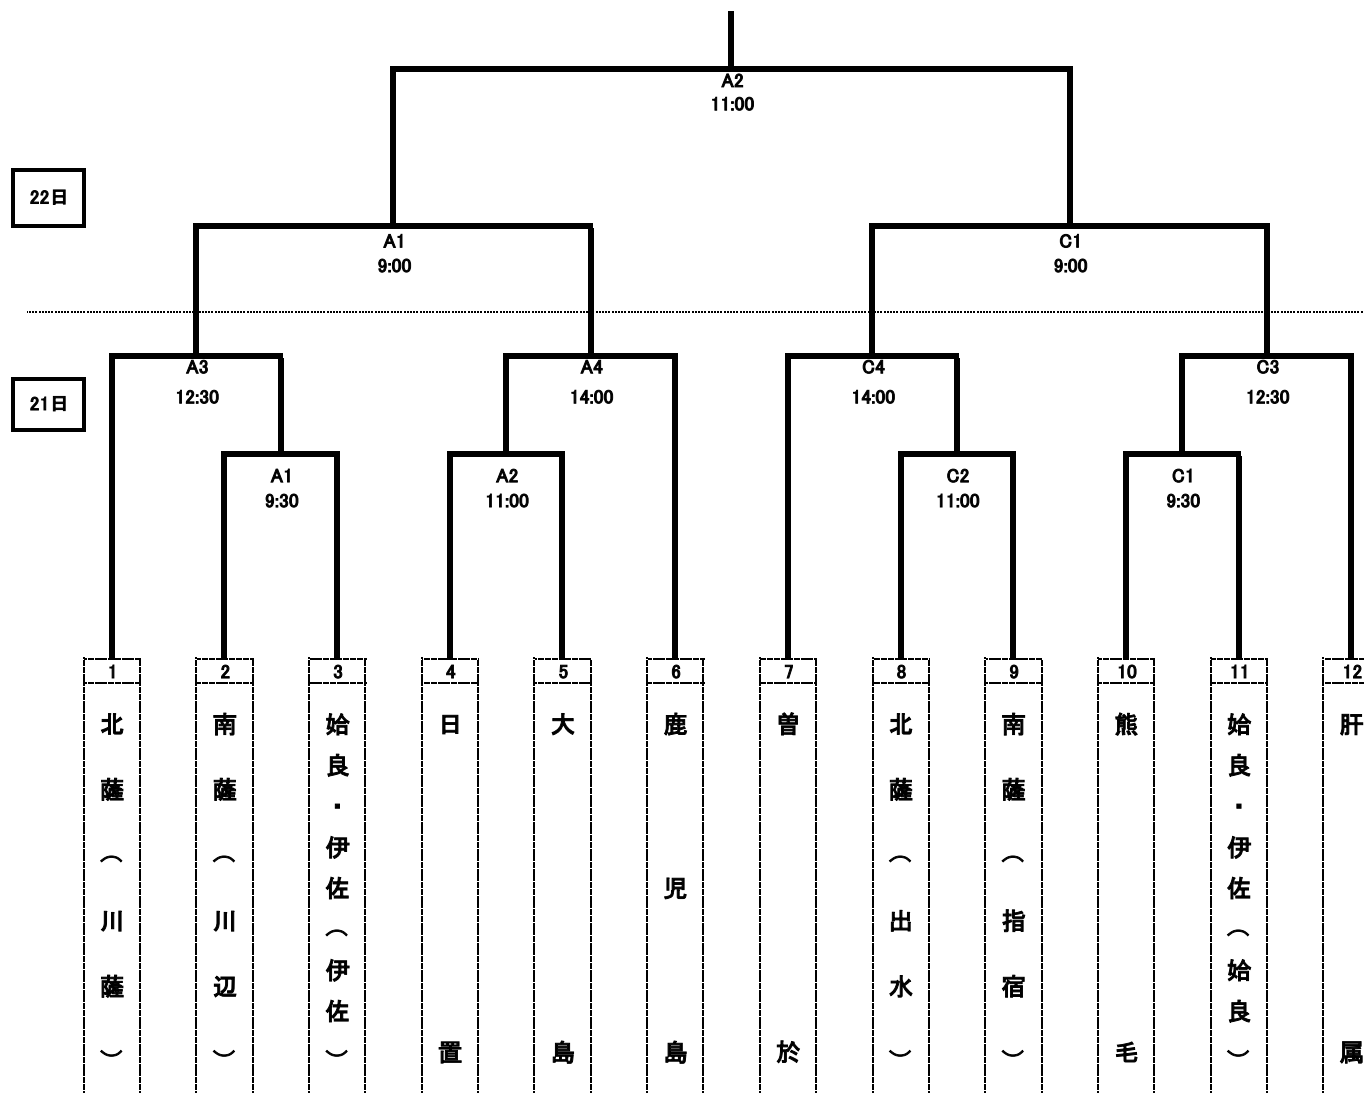 A2
11:00
22日
A1
9:00
C1
9:00
21日
A3
12:30
A4
14:00
C4
14:00
C3
12:30
A1
9:30
A2
11:00
C2
11:00
C1
9:30
1
北薩(川薩)
2
南薩(川辺)
3
姶良・伊佐(伊佐)
4
日置
5
大島
6
鹿児島
7
曽於
8
北薩(出水)
9
南薩(指宿)
10
熊毛
11
姶良・伊佐(姶良)
12
肝属